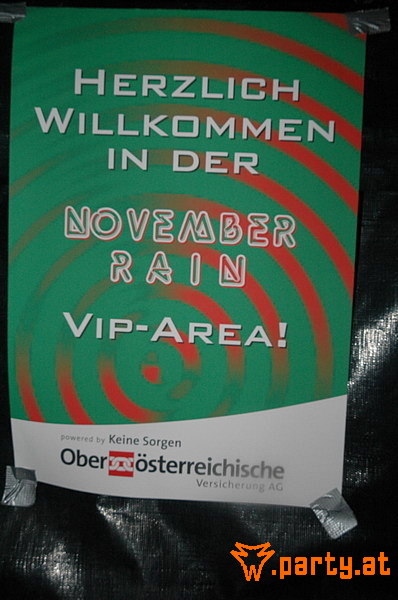 HERZLICH
WILLKOMMEN
IN DER
NOVEMBER
RAIN
VIP-AREA!
powered by Keine Sorgen
Oberösterreichische
Versicherung AG
w.party.at